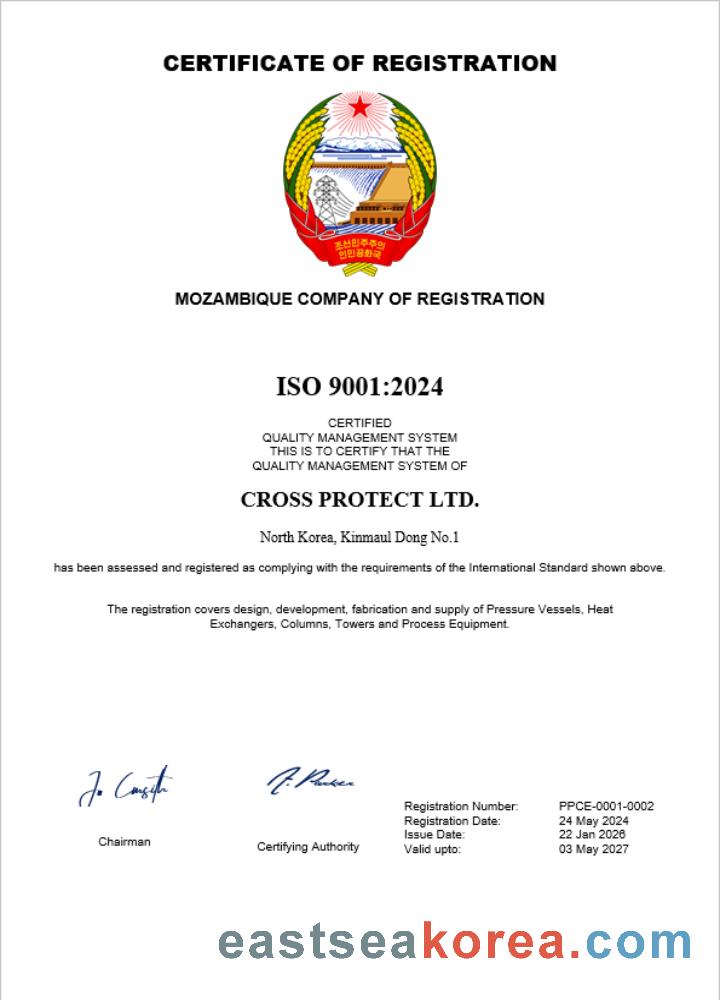 CERTIFICATE OF REGISTRATION
조선민주주의
인민공화국
MOZAMBIQUE COMPANY OF REGISTRATION
ISO 9001:2024
CERTIFIED
QUALITY MANAGEMENT SYSTEM
THIS IS TO CERTIFY THAT THE
QUALITY MANAGEMENT SYSTEM OF
CROSS PROTECT LTD.
North Korea, Kinmaul Dong No.1
has been assessed and registered as complying with the requirements of the International Standard shown above.
The registration covers design, development, fabrication and supply of Pressure Vessels, Heat
Exchangers, Columns, Towers and Process Equipment.
Chairman
Certifying Authority
Registration Number: PPCE-0001-0002
Registration Date: 24 May 2024
Issue Date: 22 Jan 2026
Valid upto: 03 May 2027
eastseakorea.com